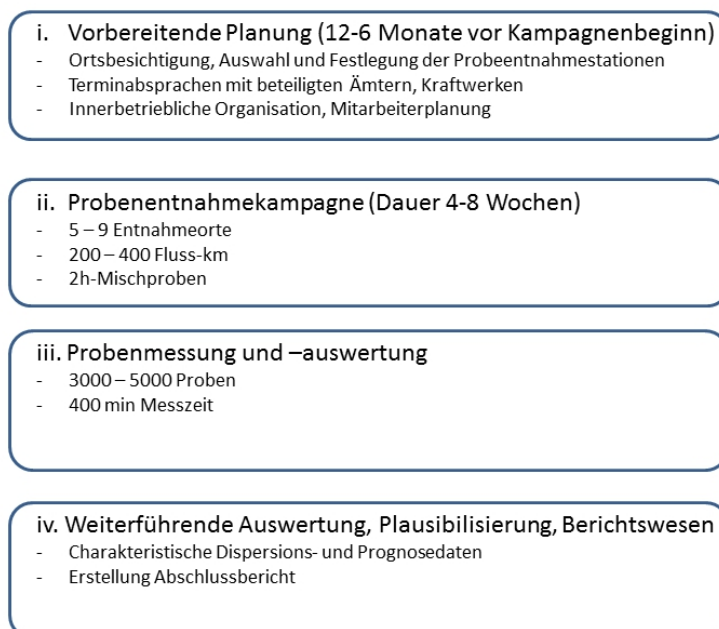 i. Vorbereitende Planung (12-6 Monate vor Kampagnenbeginn)
- Ortsbesichtigung, Auswahl und Festlegung der Probeentnahmestationen
- Terminabsprachen mit beteiligten Ämtern, Kraftwerken
- Innerbetriebliche Organisation, Mitarbeiterplanung
ii. Probenentnahmekampagne (Dauer 4-8 Wochen)
- 5 – 9 Entnahmeorte
- 200 – 400 Fluss-km
- 2h-Mischproben
iii. Probenmessung und –auswertung
- 3000 – 5000 Proben
- 400 min Messzeit
iv. Weiterführende Auswertung, Plausibilisierung, Berichtswesen
- Charakteristische Dispersions- und Prognosedaten
- Erstellung Abschlussbericht